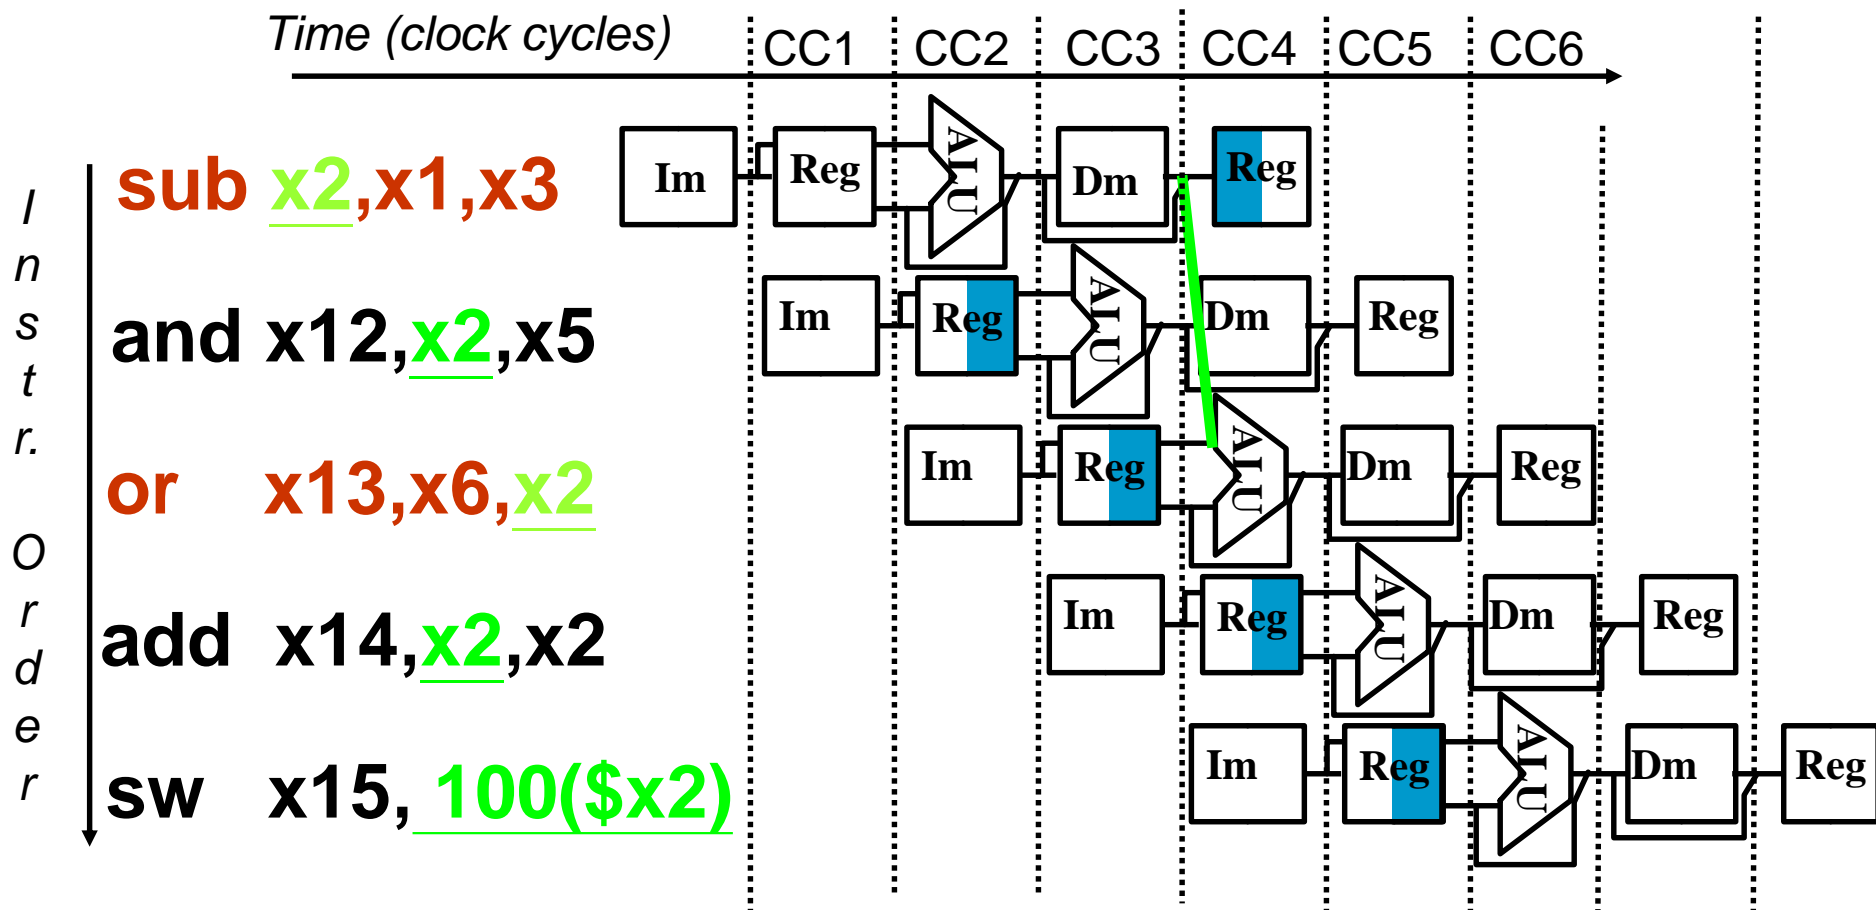 Time (clock cycles) CC1 CC2 CC3 CC4 CC5 CC6
Instr. Order
sub x2,x1,x3 Im Reg ALU Dm Reg
and x12,x2,x5 Im Reg ALU Dm Reg
or x13,x6,x2 Im Reg ALU Dm Reg
add x14,x2,x2 Im Reg ALU Dm Reg
sw x15, 100($x2) Im Reg ALU Dm Reg